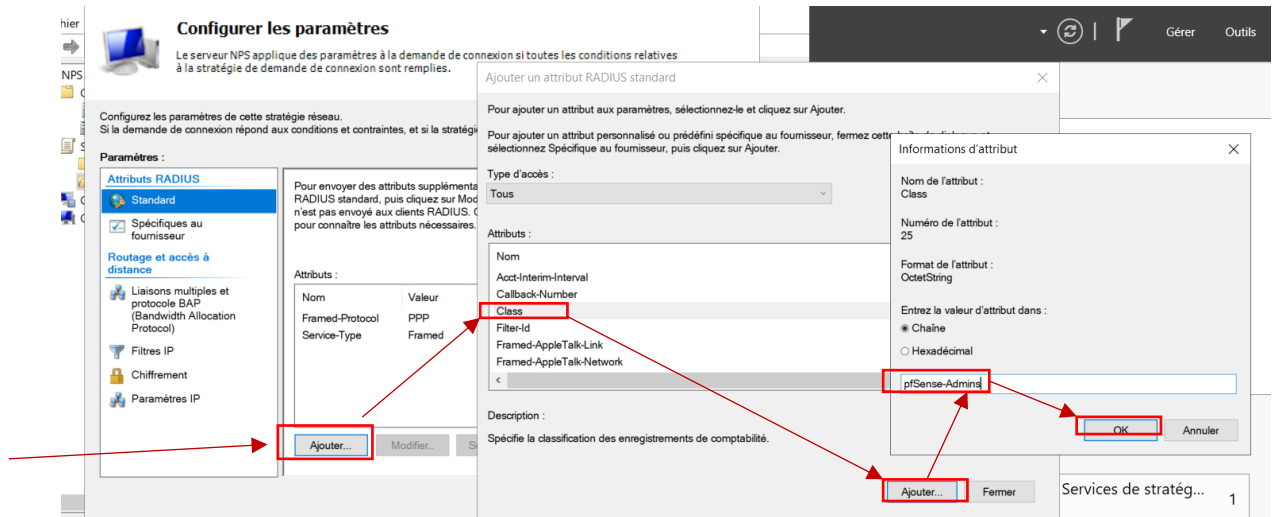 hier
Configurer les paramètres
Le serveur NPS applique des paramètres à la demande de connexion si toutes les conditions relatives
à la stratégie de demande de connexion sont remplies.
Gérer
Outils
NPS
Configurez les paramètres de cette stratégie réseau.
Si la demande de connexion répond aux conditions et contraintes, et si la stratégi
Paramètres :
Attributs RADIUS
Standard
Spécifiques au
fournisseur
Routage et accès à
distance
Liaisons multiples et
protocole BAP
(Bandwidth Allocation
Protocol)
Filtres IP
Chiffrement
Paramètres IP
Pour envoyer des attributs supplémenta
RADIUS standard, puis cliquez sur Mod
n'est pas envoyé aux clients RADIUS.
pour connaître les attributs nécessaires.
Attributs :
Nom Valeur
Framed-Protocol PPP
Service-Type Framed
Ajouter... Modifier...
Ajouter un attribut RADIUS standard
Pour ajouter un attribut aux paramètres, sélectionnez-le et cliquez sur Ajouter.
Pour ajouter un attribut personnalisé ou prédéfini spécifique au fournisseur, fermez cette
sélectionnez Spécifique au fournisseur, puis cliquez sur Ajouter.
Type d'accès :
Tous
Attributs :
Nom
Acct-Interim-Interval
Callback-Number
Class
Filter-Id
Framed-AppleTalk-Link
Framed-AppleTalk-Network
Description :
Spécifie la classification des enregistrements de comptabilité.
Ajouter... Fermer
Informations d'attribut
Nom de l'attribut :
Class
Numéro de l'attribut :
25
Format de l'attribut :
OctetString
Entrez la valeur d'attribut dans :
Chaîne
Hexadécimal
pfSense-Admins
OK Annuler
Services de stratég... 1